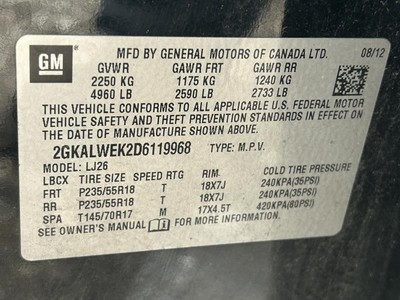 GM
MFD BY GENERAL MOTORS OF CANADA LTD. 08/12
GVWR GAWR FRT GAWR RR
2250 KG 1175 KG 1240 KG
4960 LB 2590 LB 2733 LB
THIS VEHICLE CONFORMS TO ALL APPLICABLE U.S. FEDERAL MOTOR
VEHICLE SAFETY AND THEFT PREVENTION STANDARDS IN EFFECT ON
THE DATE OF MANUFACTURE SHOWN ABOVE.
2GKALWEK2D6119968 TYPE: M.P.V.
MODEL: LJ26
LBCX TIRE SIZE SPEED RTG RIM COLD TIRE PRESSURE
FRT P235/55R18 T 18X7J 240KPA(35PSI)
RR P235/55R18 T 18X7J 240KPA(35PSI)
SPA T145/70R17 M 17X4.5T 420KPA(60PSI)
SEE OWNER'S MANUAL